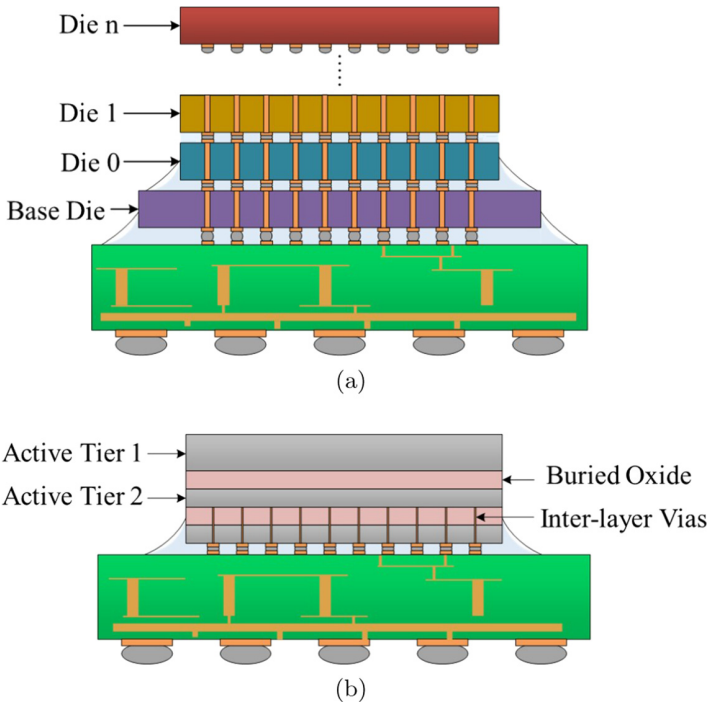 Die n
Die 1
Die 0
Base Die
(a)
Active Tier 1
Buried Oxide
Active Tier 2
Inter-layer Vias
(b)